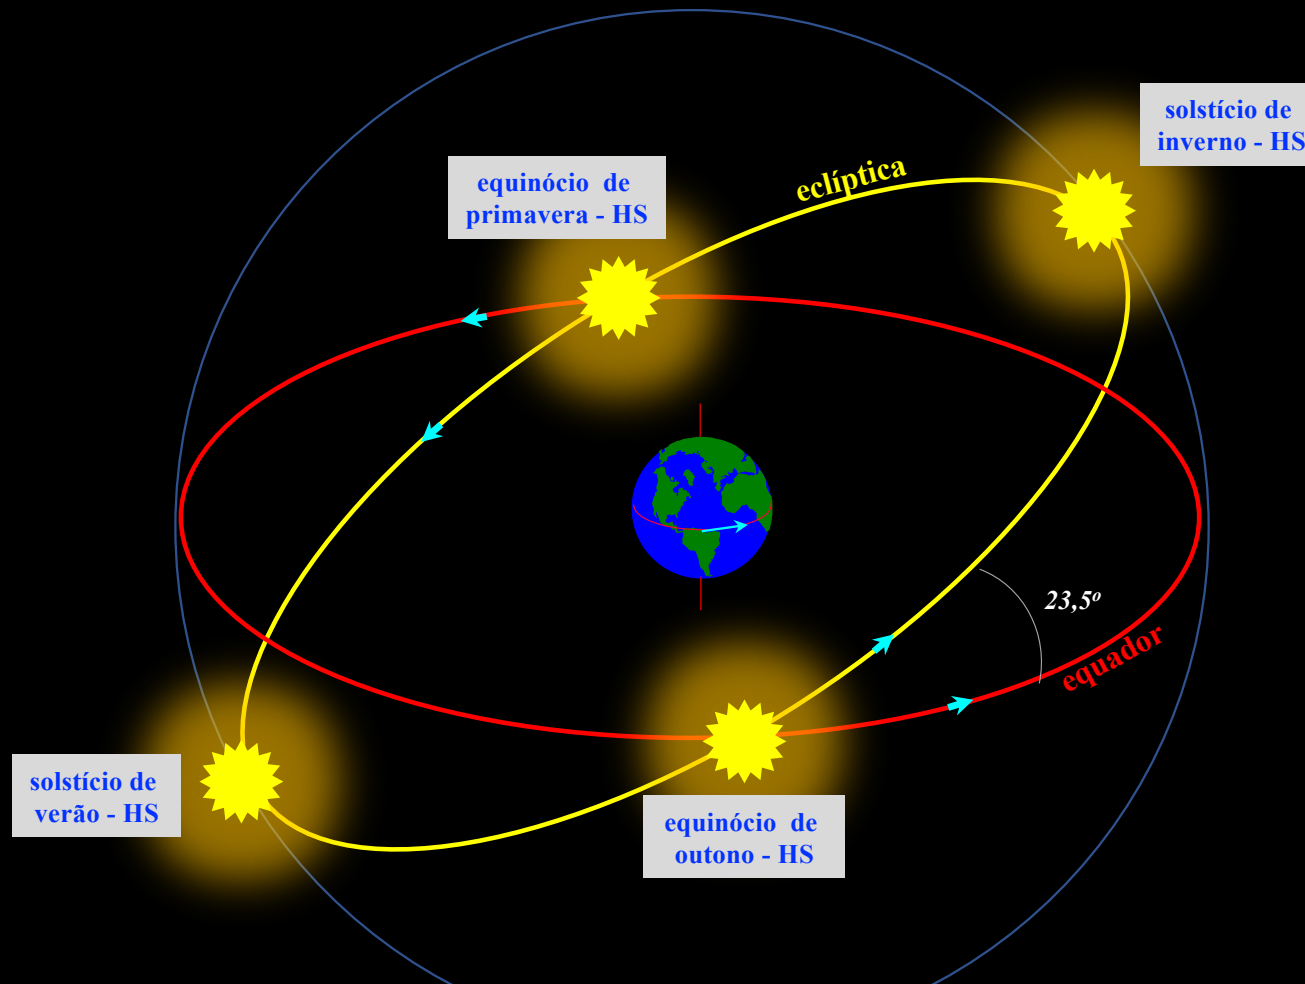 solstício de
inverno - HS
eclíptica
equinócio de
primavera - HS
23,5º
equador
solstício de
verão - HS
equinócio de
outono - HS